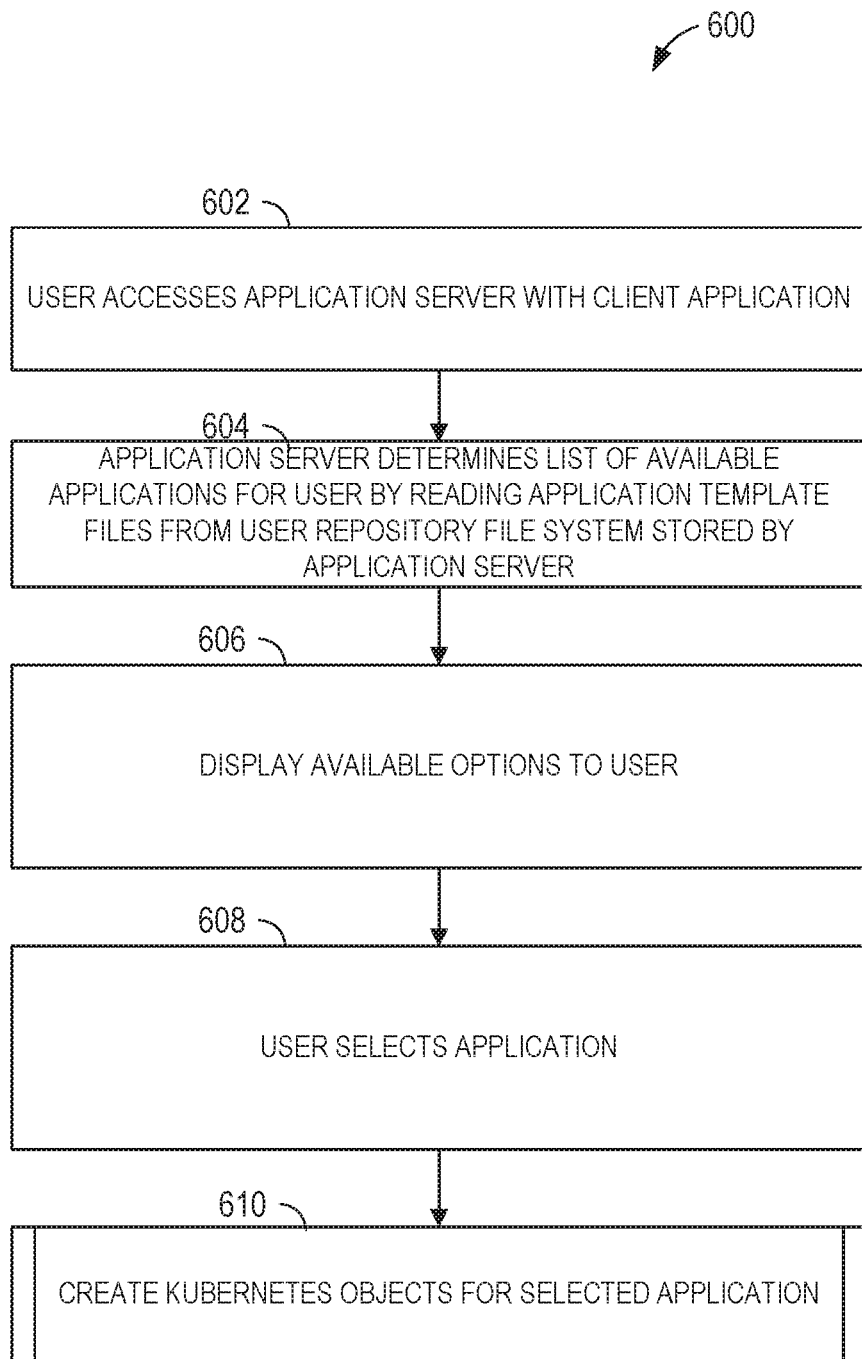 600
602
USER ACCESSES APPLICATION SERVER WITH CLIENT APPLICATION
604
APPLICATION SERVER DETERMINES LIST OF AVAILABLE
APPLICATIONS FOR USER BY READING APPLICATION TEMPLATE
FILES FROM USER REPOSITORY FILE SYSTEM STORED BY
APPLICATION SERVER
606
DISPLAY AVAILABLE OPTIONS TO USER
608
USER SELECTS APPLICATION
610
CREATE KUBERNETES OBJECTS FOR SELECTED APPLICATION